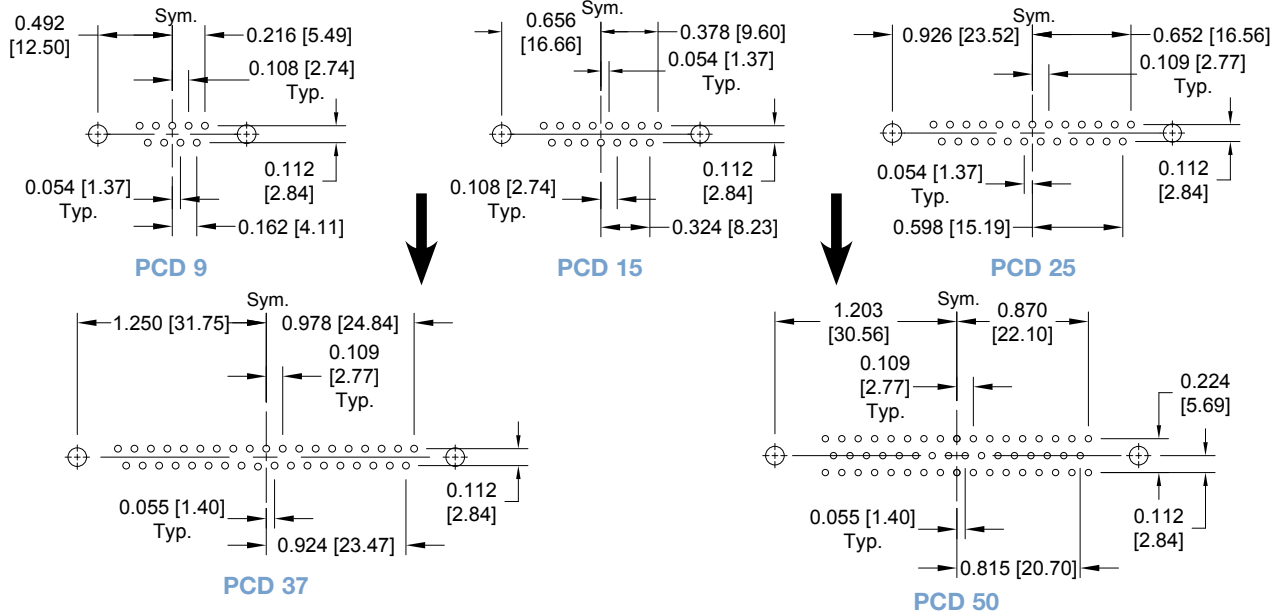 Sym.
0.492
[12.50]
0.216 [5.49]
0.108 [2.74]
Typ.
0.112
[2.84]
0.054 [1.37]
Typ.
0.162 [4.11]
PCD 9
Sym.
0.656
[16.66]
0.378 [9.60]
0.054 [1.37]
Typ.
0.112
[2.84]
0.108 [2.74]
Typ.
0.324 [8.23]
PCD 15
Sym.
0.926 [23.52]
0.652 [16.56]
0.109 [2.77]
Typ.
0.054 [1.37]
Typ.
0.112
[2.84]
0.598 [15.19]
PCD 25
Sym.
1.250 [31.75]
0.978 [24.84]
0.109
[2.77]
Typ.
0.055 [1.40]
Typ.
0.112
[2.84]
0.924 [23.47]
PCD 37
Sym.
1.203
[30.56]
0.870
[22.10]
0.109
[2.77]
Typ.
0.224
[5.69]
0.055 [1.40]
Typ.
0.112
[2.84]
0.815 [20.70]
PCD 50